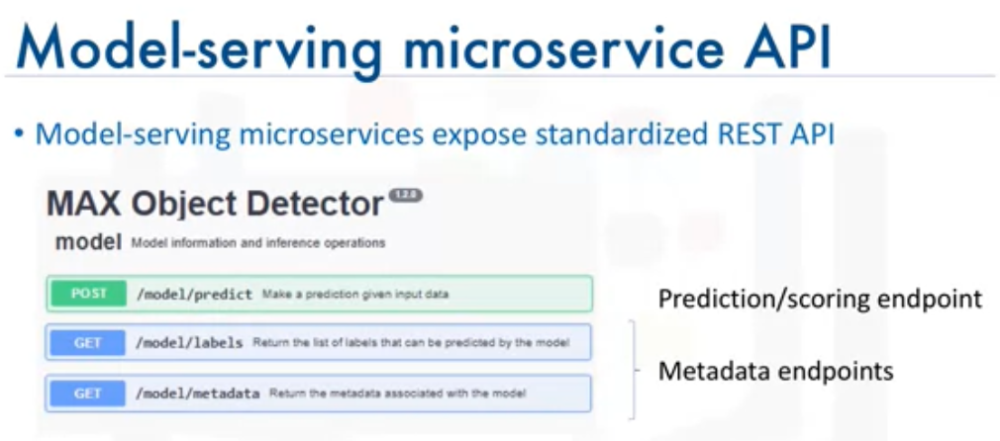 Model-serving microservice API
• Model-serving microservices expose standardized REST API
MAX Object Detector 1.2.0
model Model information and inference operations
POST /model/predict Make a prediction given input data
Prediction/scoring endpoint
GET /model/labels Return the list of labels that can be predicted by the model
Metadata endpoints
GET /model/metadata Return the metadata associated with the model